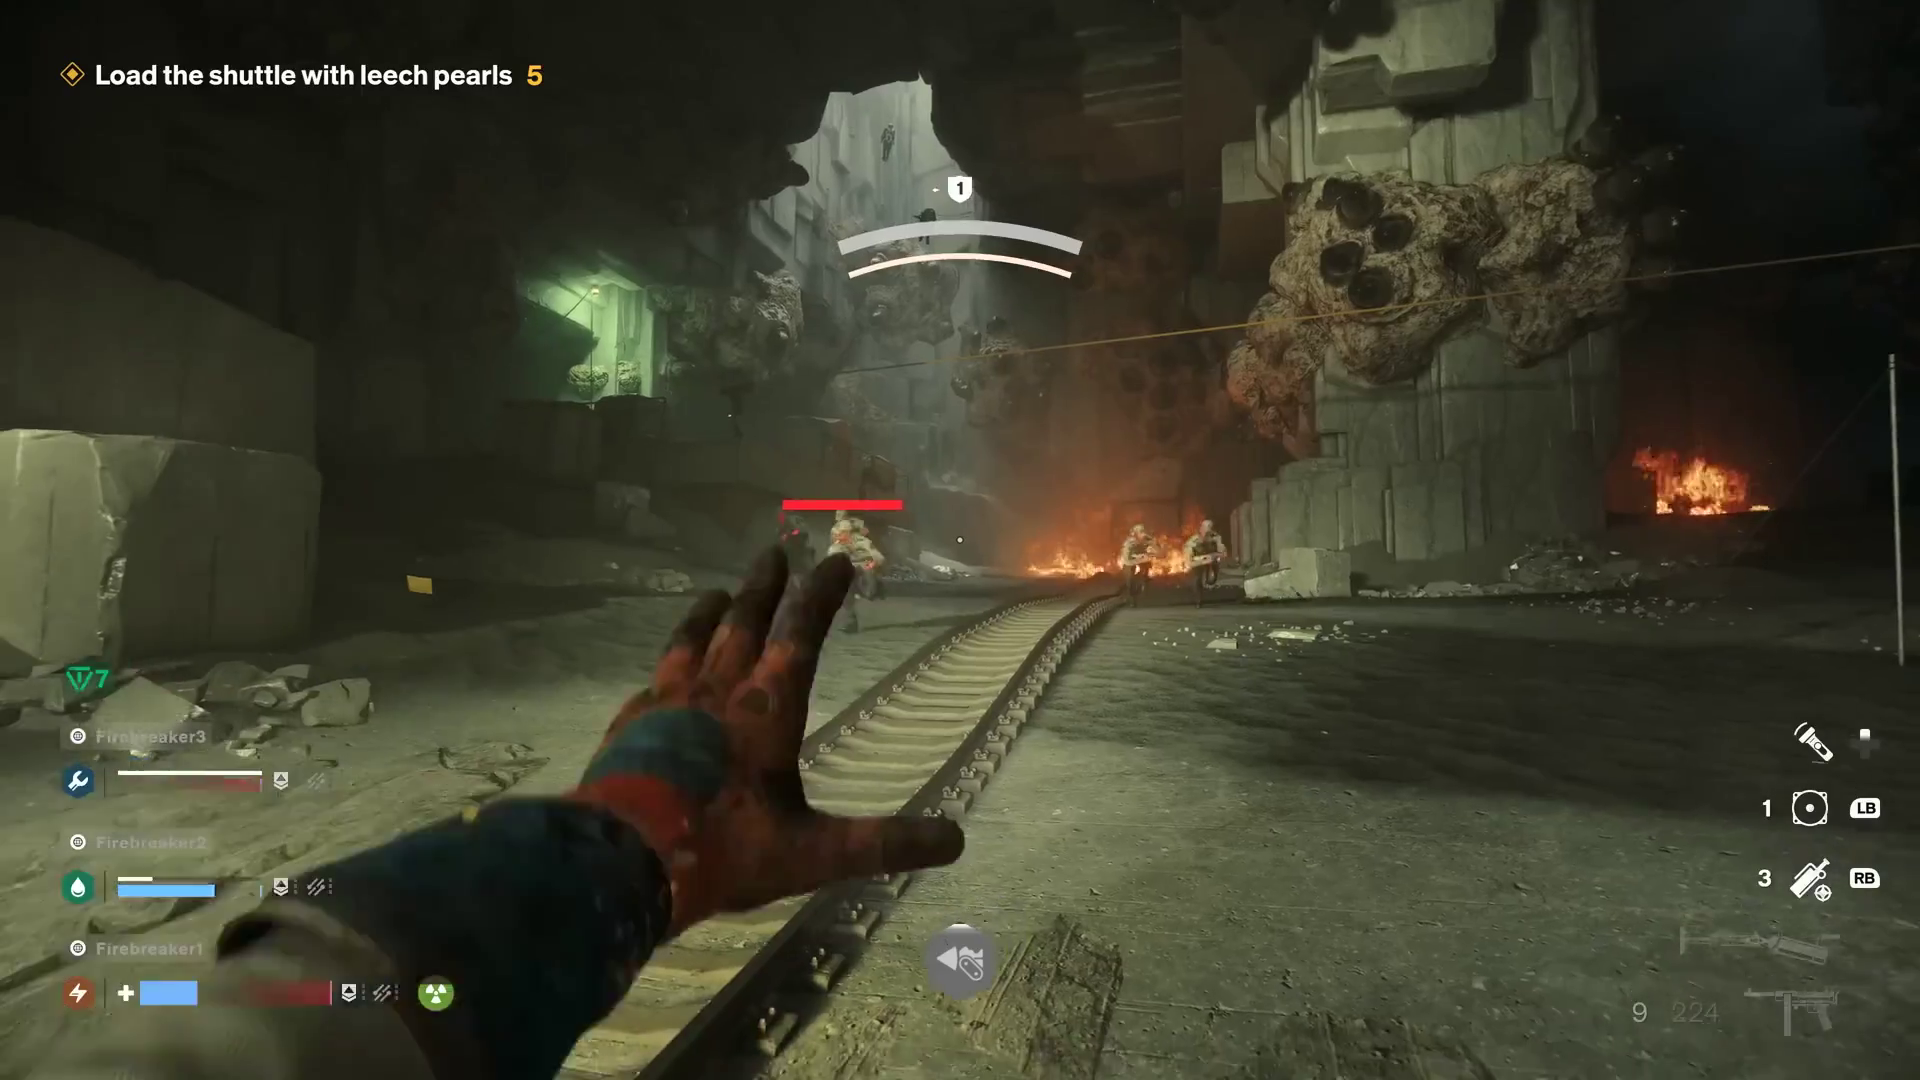 Load the shuttle with leech pearls 5
1
7
Firebreaker3
Firebreaker2
Firebreaker1
1 LB
3 RB
9 224